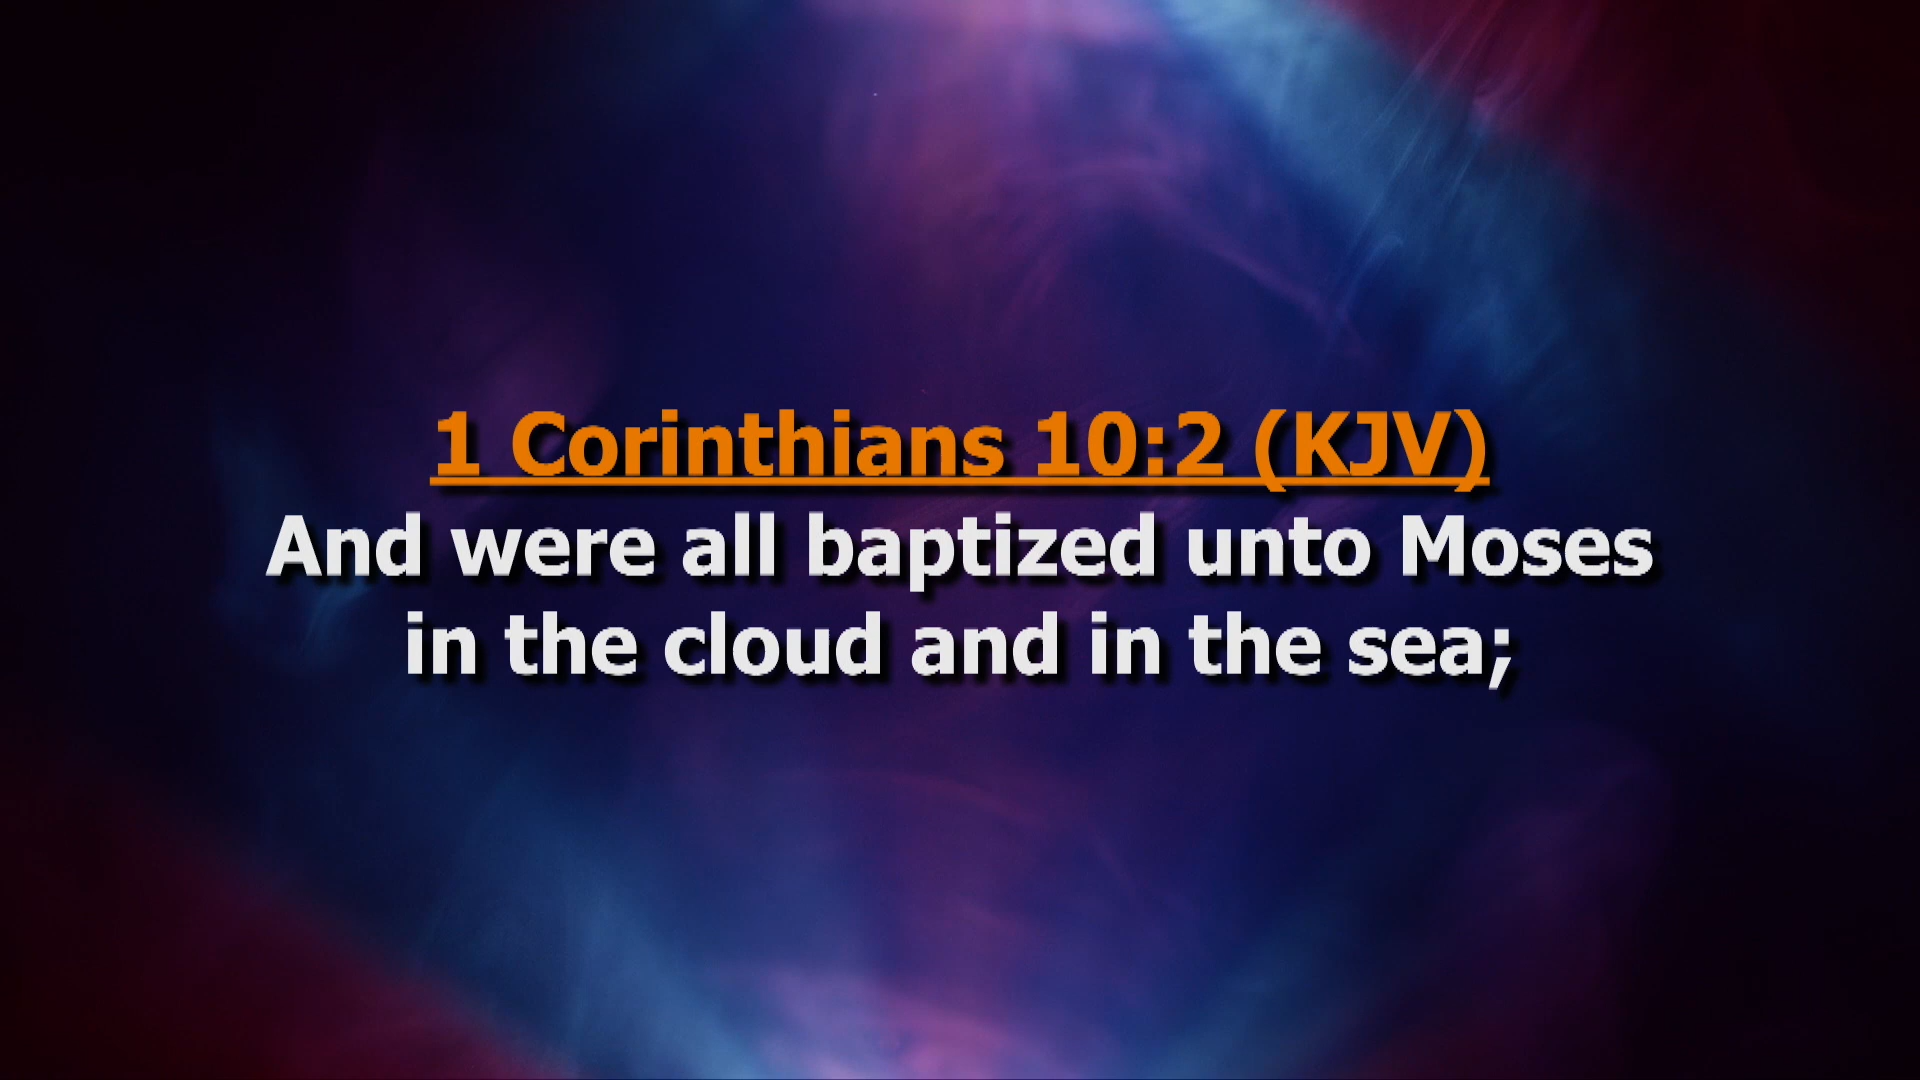 1 Corinthians 10:2 (KJV)
And were all baptized unto Moses
in the cloud and in the sea;